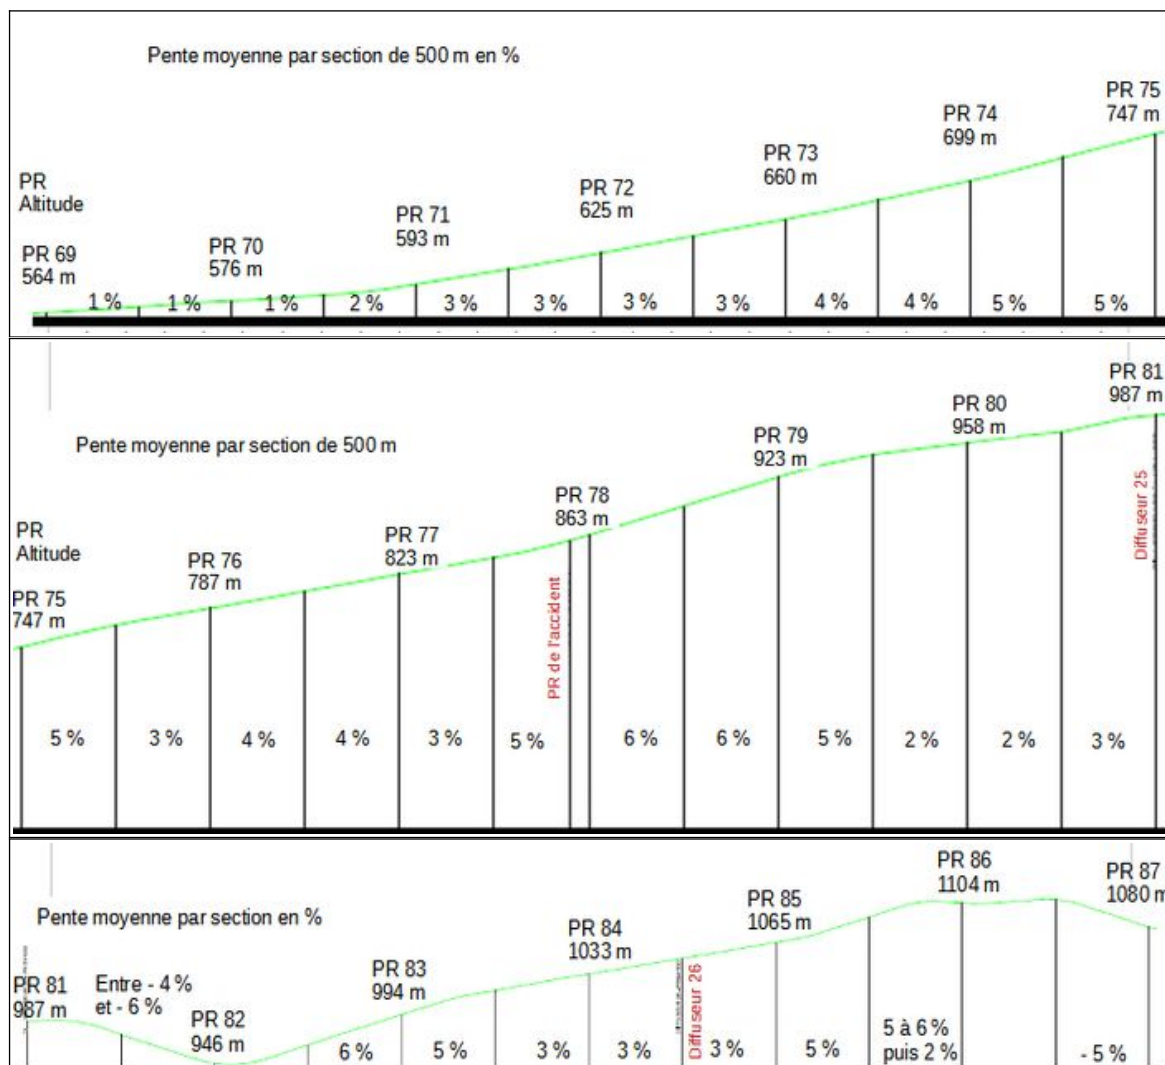 Pente moyenne par section de 500 m en %
PR 75
747 m
PR 74
699 m
PR 73
660 m
PR
Altitude
PR 72
625 m
PR 71
593 m
PR 70
576 m
PR 69
564 m
1 % 1 % 1 % 2 % 3 % 3 % 3 % 3 % 4 % 4 % 5 % 5 %
PR 81
987 m
PR 80
958 m
Pente moyenne par section de 500 m
PR 79
923 m
Diffuseur 25
PR 78
863 m
PR
Altitude
PR 77
823 m
PR 76
787 m
PR 75
747 m
PR de l'accident
5 % 3 % 4 % 4 % 3 % 5 % 6 % 6 % 5 % 2 % 2 % 3 %
PR 86
1104 m
PR 87
1080 m
Pente moyenne par section en %
PR 85
1065 m
PR 84
1033 m
PR 83
994 m
PR 81
987 m
Entre - 4 %
et - 6 %
PR 82
946 m
Diffuseur 26
6 % 5 % 3 % 3 % 3 % 5 %
5 à 6 %
puis 2 %
- 5 %